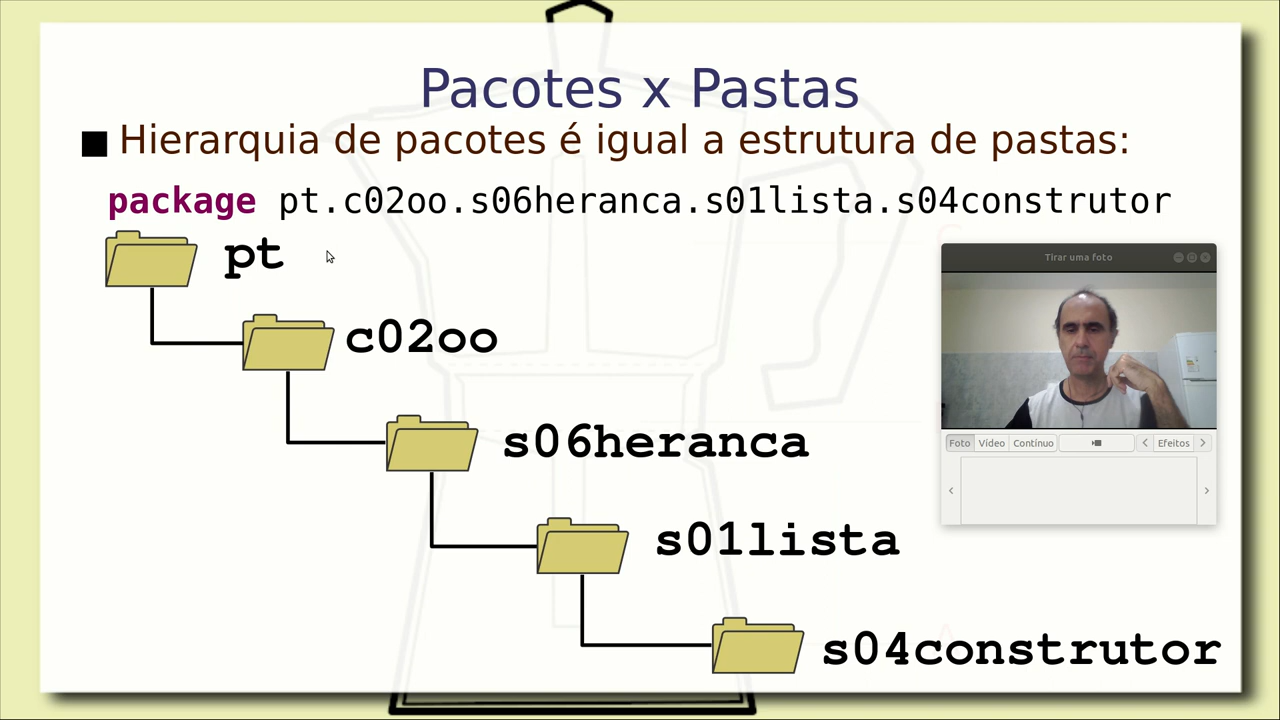 Pacotes x Pastas
Hierarquia de pacotes é igual a estrutura de pastas:
package pt.c02oo.s06heranca.s01lista.s04construtor
pt
c02oo
s06heranca
s01lista
s04construtor
Tirar uma foto
Foto Vídeo Contínuo Efeitos